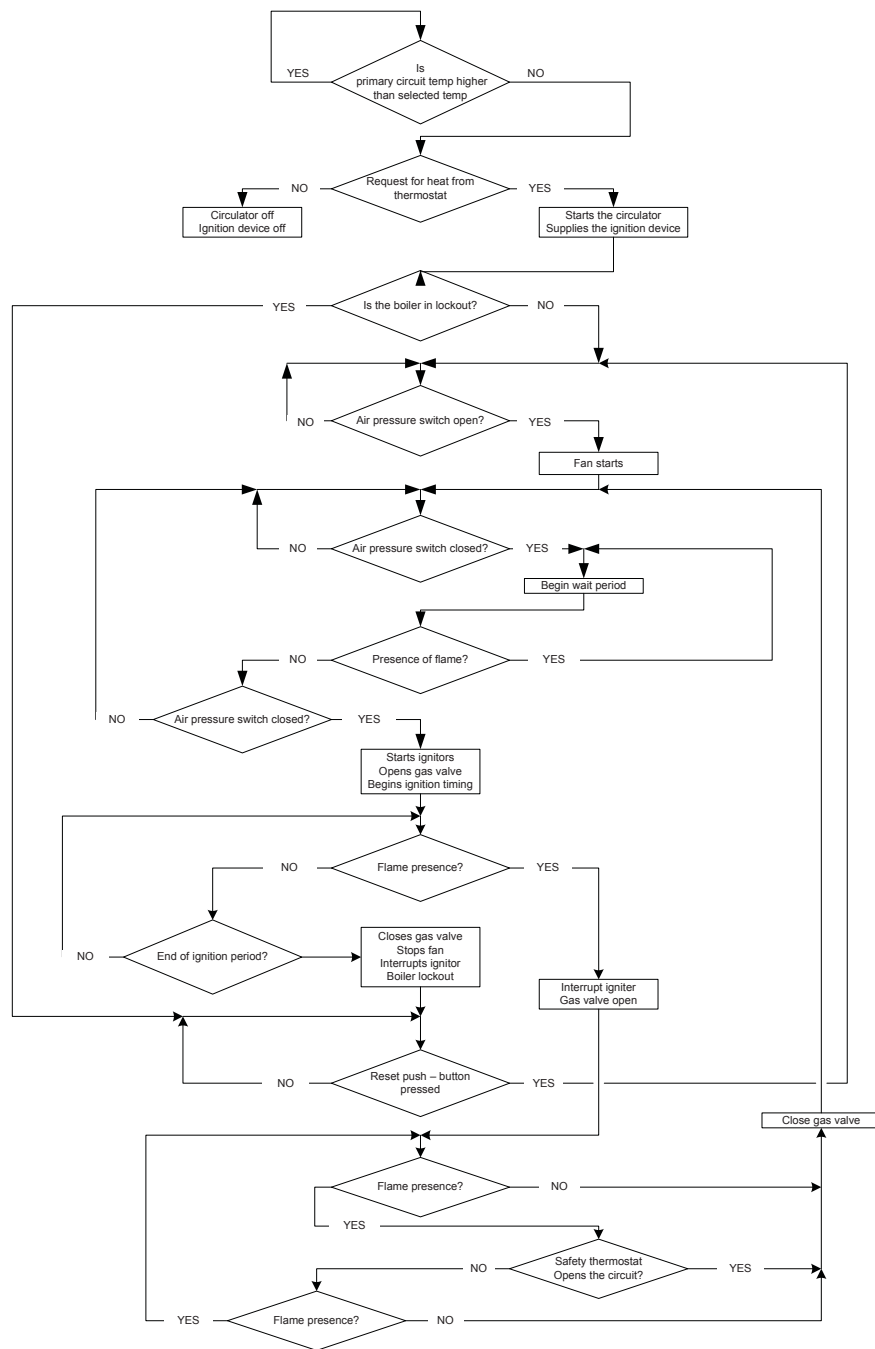 Is
primary circuit temp higher
than selected temp
YES
NO
Request for heat from
thermostat
NO
YES
Circulator off
Ignition device off
Starts the circulator
Supplies the ignition device
YES
Is the boiler in lockout?
NO
NO
Air pressure switch open?
YES
Fan starts
NO
Air pressure switch closed?
YES
Begin wait period
NO
Presence of flame?
YES
NO
Air pressure switch closed?
YES
Starts ignitors
Opens gas valve
Begins ignition timing
NO
Flame presence?
YES
NO
End of ignition period?
Closes gas valve
Stops fan
Interrupts ignitor
Boiler lockout
Interrupt igniter
Gas valve open
NO
Reset push – button
pressed
YES
Close gas valve
Flame presence?
NO
YES
NO
Safety thermostat
Opens the circuit?
YES
YES
Flame presence?
NO